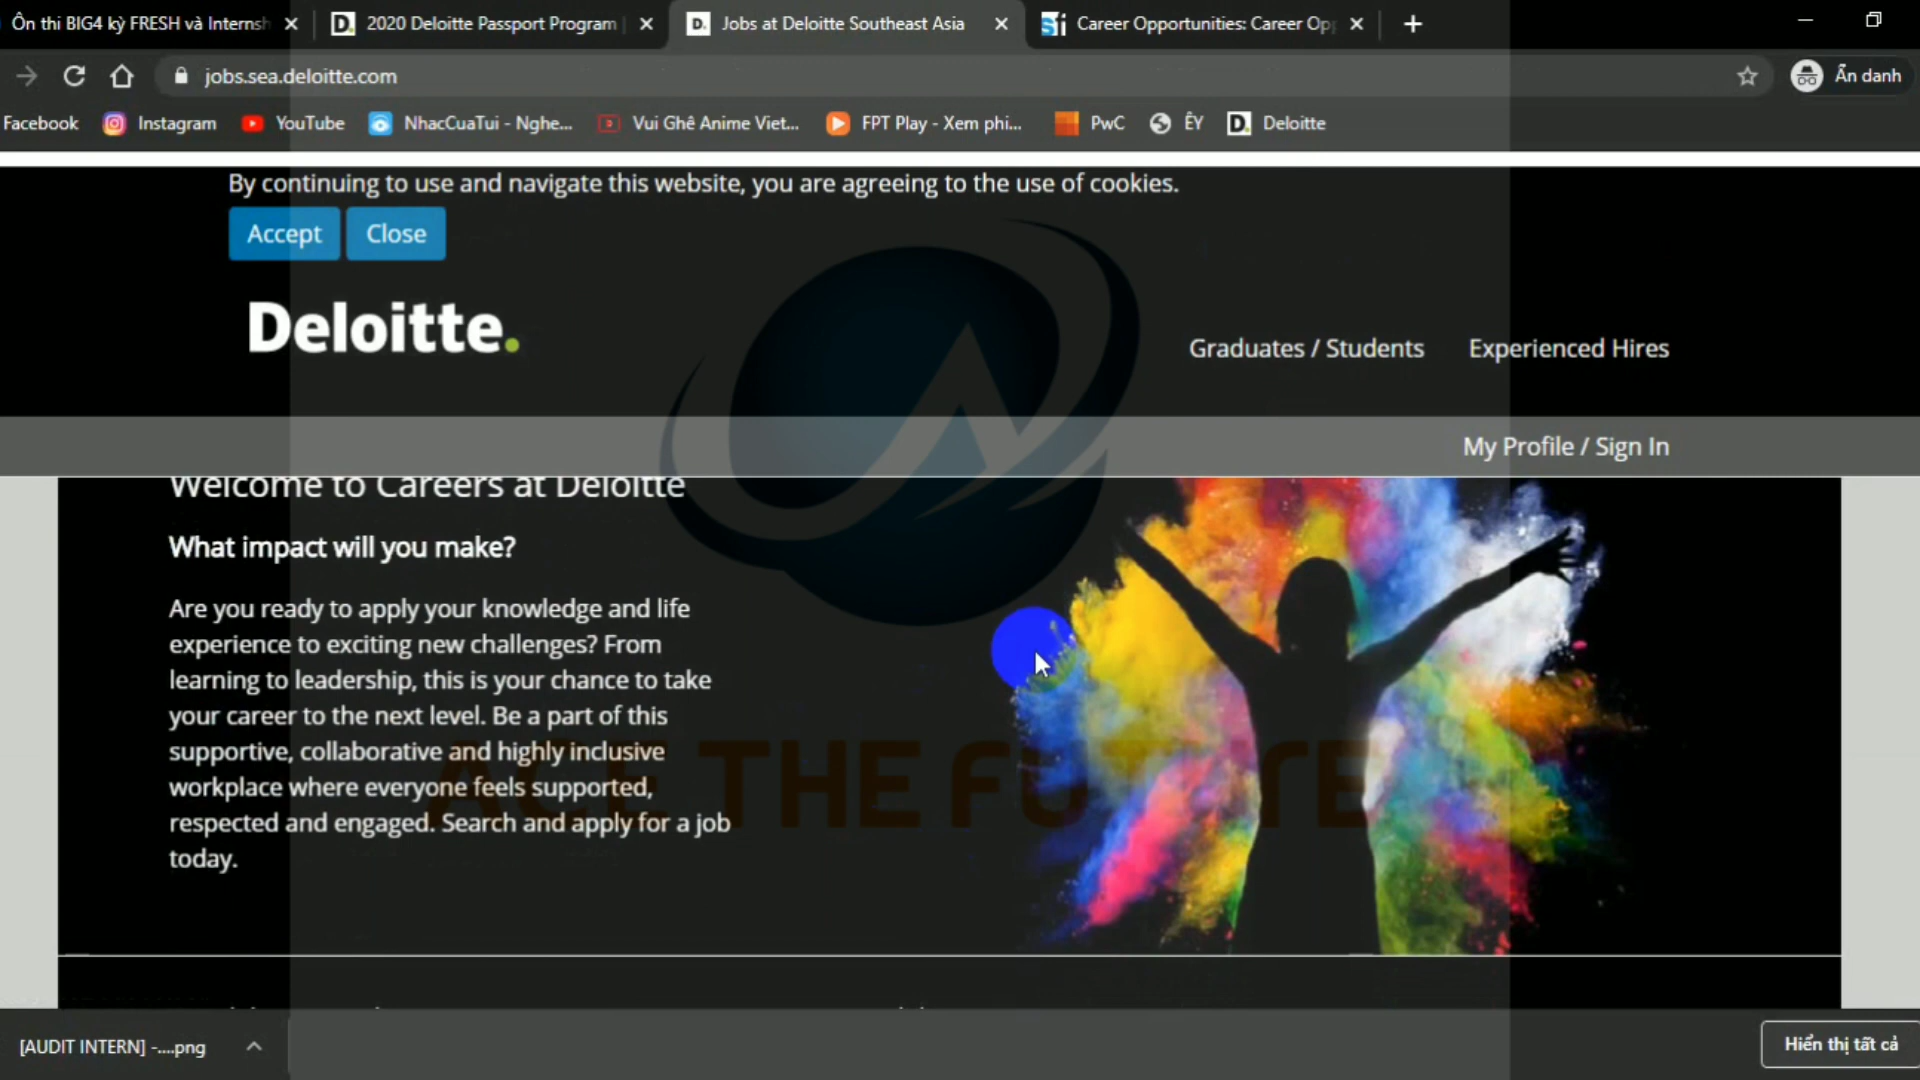 Ôn thi BIG4 kỳ FRESH và Internsh
2020 Deloitte Passport Program
Jobs at Deloitte Southeast Asia
Career Opportunities: Career Opp
jobs.sea.deloitte.com
Ẩn danh
Facebook
Instagram
YouTube
NhacCuaTui - Nghe...
Vui Ghê Anime Viet...
FPT Play - Xem phi...
PwC
ÊY
Deloitte
By continuing to use and navigate this website, you are agreeing to the use of cookies.
Accept
Close
Deloitte.
Graduates / Students
Experienced Hires
My Profile / Sign In
Welcome to Careers at Deloitte
What impact will you make?
Are you ready to apply your knowledge and life
experience to exciting new challenges? From
learning to leadership, this is your chance to take
your career to the next level. Be a part of this
supportive, collaborative and highly inclusive
workplace where everyone feels supported,
respected and engaged. Search and apply for a job
today.
ACE THE FUTURE
[AUDIT INTERN] -....png
Hiển thị tất cả